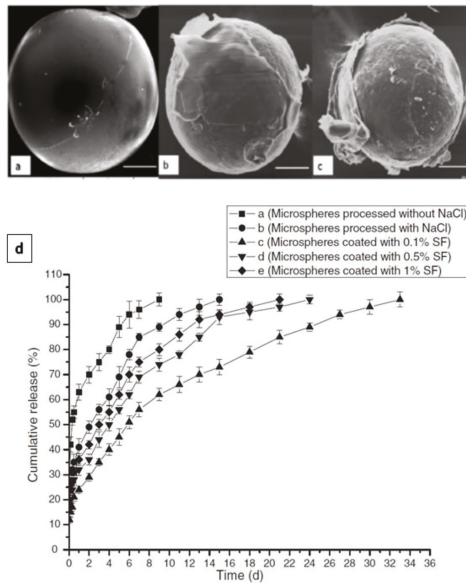 a
b
c
d
a (Microspheres processed without NaCl)
b (Microspheres processed with NaCl)
c (Microspheres coated with 0.1% SF)
d (Microspheres coated with 0.5% SF)
e (Microspheres coated with 1% SF)
110
100
90
80
70
60
50
40
30
20
10
0
Cumulative release (%)
0 2 4 6 8 10 12 14 16 18 20 22 24 26 28 30 32 34 36
Time (d)